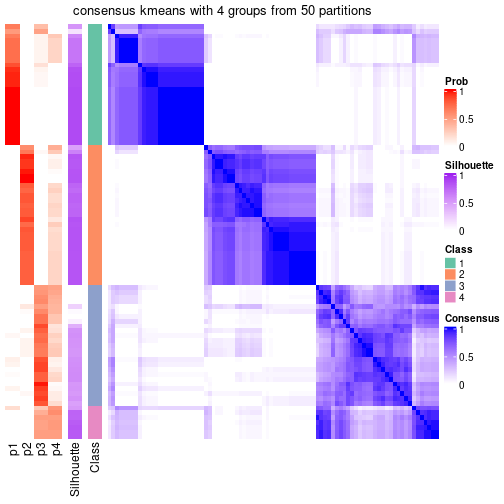 consensus kmeans with 4 groups from 50 partitions
Prob
1
0.5
0
Silhouette
1
0.5
0
Class
1
2
3
4
Consensus
1
0.5
0
p1
p2
p3
p4
Silhouette
Class